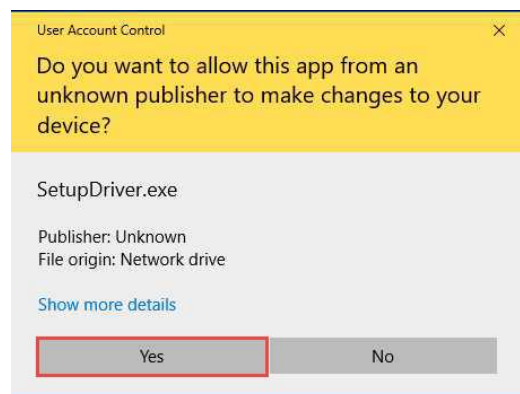 User Account Control
Do you want to allow this app from an
unknown publisher to make changes to your
device?
SetupDriver.exe
Publisher: Unknown
File origin: Network drive
Show more details
Yes
No